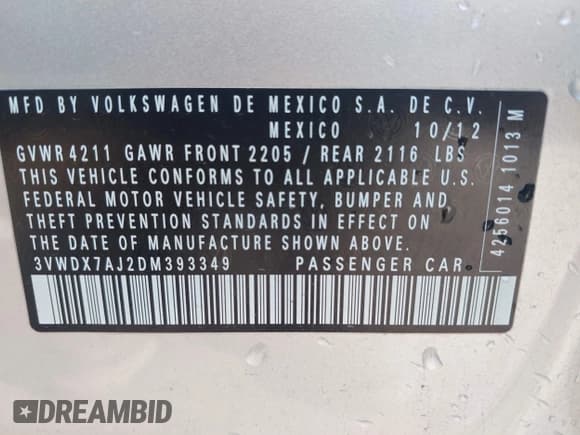 MFD BY VOLKSWAGEN DE MEXICO S.A. DE C.V.
MEXICO 10/12
GVWR 4211 GAWR FRONT 2205 / REAR 2116 LBS
THIS VEHICLE CONFORMS TO ALL APPLICABLE U.S.
FEDERAL MOTOR VEHICLE SAFETY, BUMPER AND
THEFT PREVENTION STANDARDS IN EFFECT ON
THE DATE OF MANUFACTURE SHOWN ABOVE.
3VWDX7AJ2DM393349 PASSENGER CAR
4256014 1013 M
DREAMBID